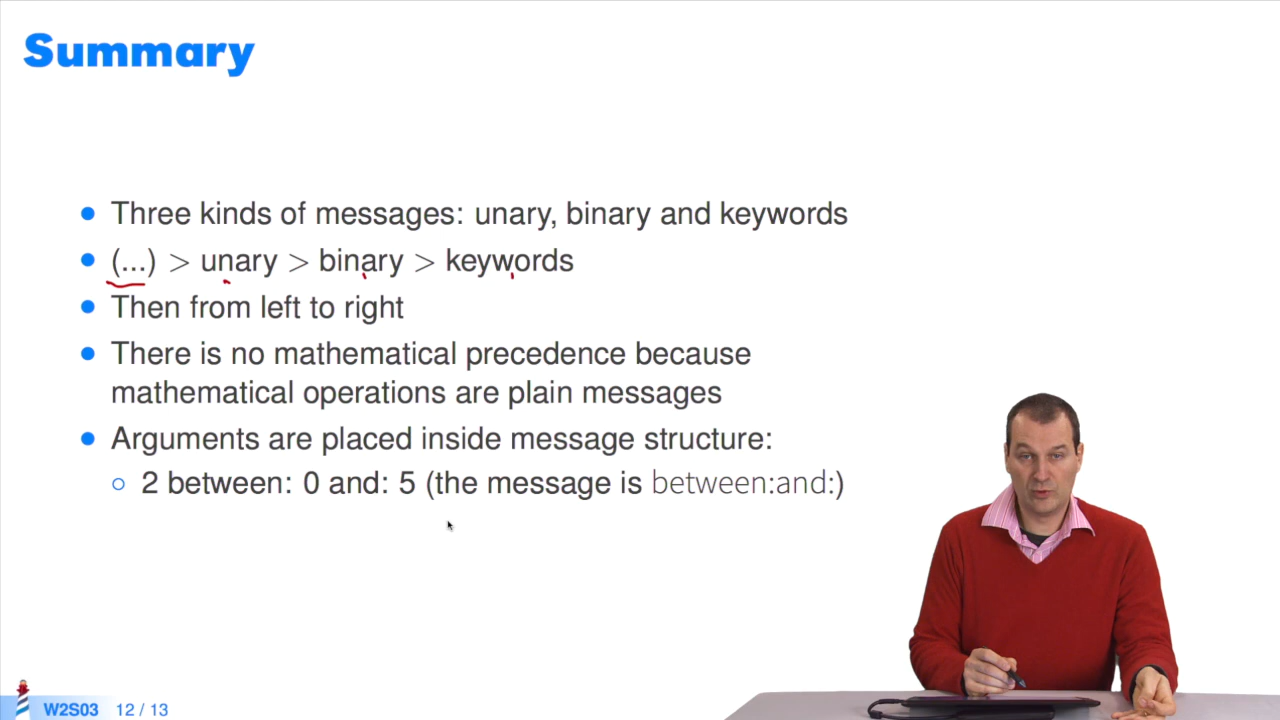 Summary
Three kinds of messages: unary, binary and keywords
(...) > unary > binary > keywords
Then from left to right
There is no mathematical precedence because
mathematical operations are plain messages
Arguments are placed inside message structure:
2 between: 0 and: 5 (the message is between:and:)
W2S03 12 / 13